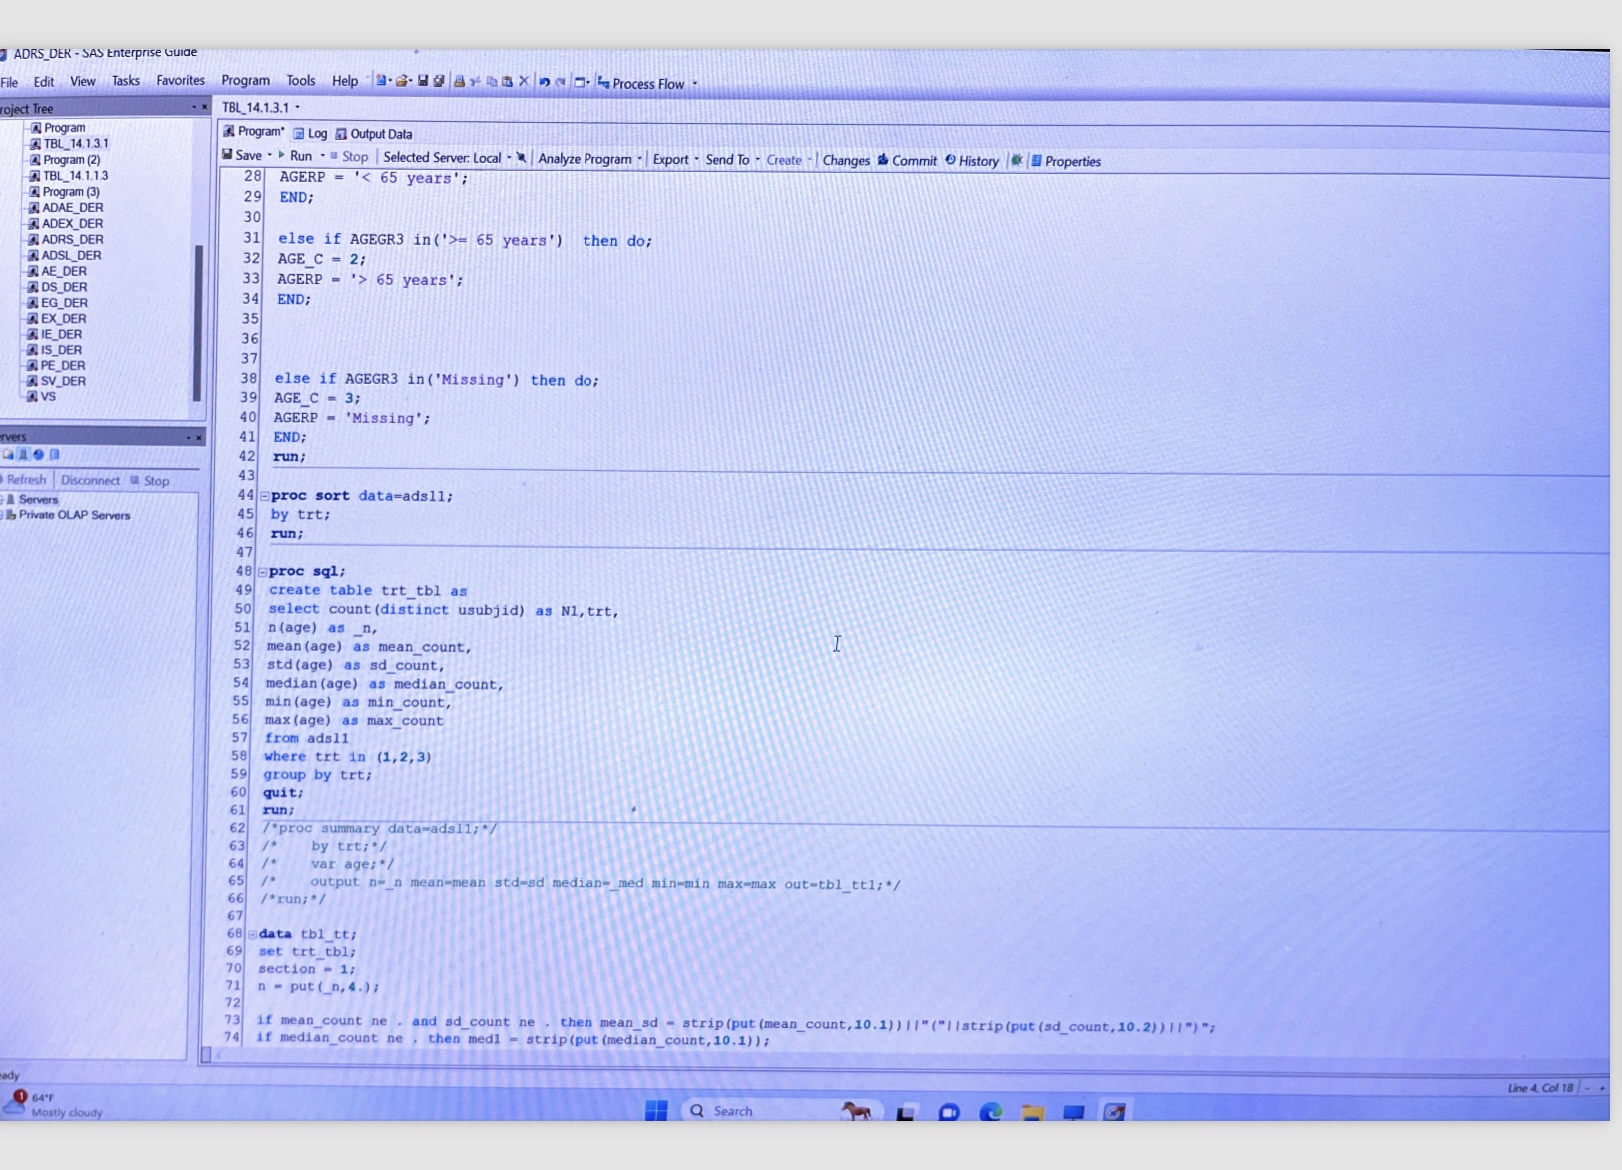 ADRS_DER - SAS Enterprise Guide
File Edit View Tasks Favorites Program Tools Help Process Flow
roject Tree
TBL_14.1.3.1
Program
TBL_14.1.3.1
Program (2)
TBL_14.1.1.3
Program (3)
ADAE_DER
ADEX_DER
ADRS_DER
ADSL_DER
AE_DER
DS_DER
EG_DER
EX_DER
IE_DER
IS_DER
PE_DER
SV_DER
VS
rvers
Refresh Disconnect Stop
Servers
Private OLAP Servers
Program* Log Output Data
Save Run Stop Selected Server: Local Analyze Program Export Send To Create Changes Commit History Properties
28 AGERP = '< 65 years';
29 END;
30
31 else if AGEGR3 in('>= 65 years')  then do;
32 AGE_C = 2;
33 AGERP = '> 65 years';
34 END;
35
36
37
38 else if AGEGR3 in('Missing') then do;
39 AGE_C = 3;
40 AGERP = 'Missing';
41 END;
42 run;
43
44 proc sort data=adsl1;
45 by trt;
46 run;
47
48 proc sql;
49 create table trt_tbl as
50 select count(distinct usubjid) as N1,trt,
51 n(age) as _n,
52 mean(age) as mean_count,
53 std(age) as sd_count,
54 median(age) as median_count,
55 min(age) as min_count,
56 max(age) as max_count
57 from adsl1
58 where trt in (1,2,3)
59 group by trt;
60 quit;
61 run;
62 /*proc summary data=adsl1;*/
63 /*    by trt;*/
64 /*    var age;*/
65 /*    output n=_n mean=mean std=sd median=_med min=min max=max out=tbl_tt1;*/
66 /*run;*/
67
68 data tbl_tt;
69 set trt_tbl;
70 section = 1;
71 n = put(_n,4.);
72
73 if mean_count ne . and sd_count ne . then mean_sd = strip(put(mean_count,10.1))||"("||strip(put(sd_count,10.2))||")";
74 if median_count ne . then med1 = strip(put(median_count,10.1));
eady
Line 4, Col 18 - +
1
64°F
Mostly cloudy
Search